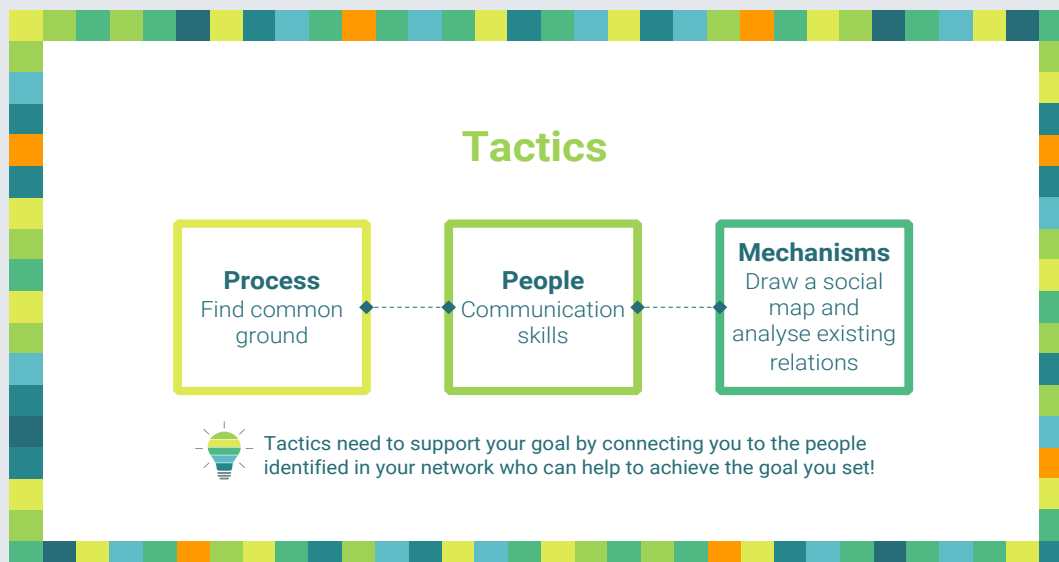 Tactics
Process
Find common
ground
People
Communication
skills
Mechanisms
Draw a social
map and
analyse existing
relations
Tactics need to support your goal by connecting you to the people
identified in your network who can help to achieve the goal you set!